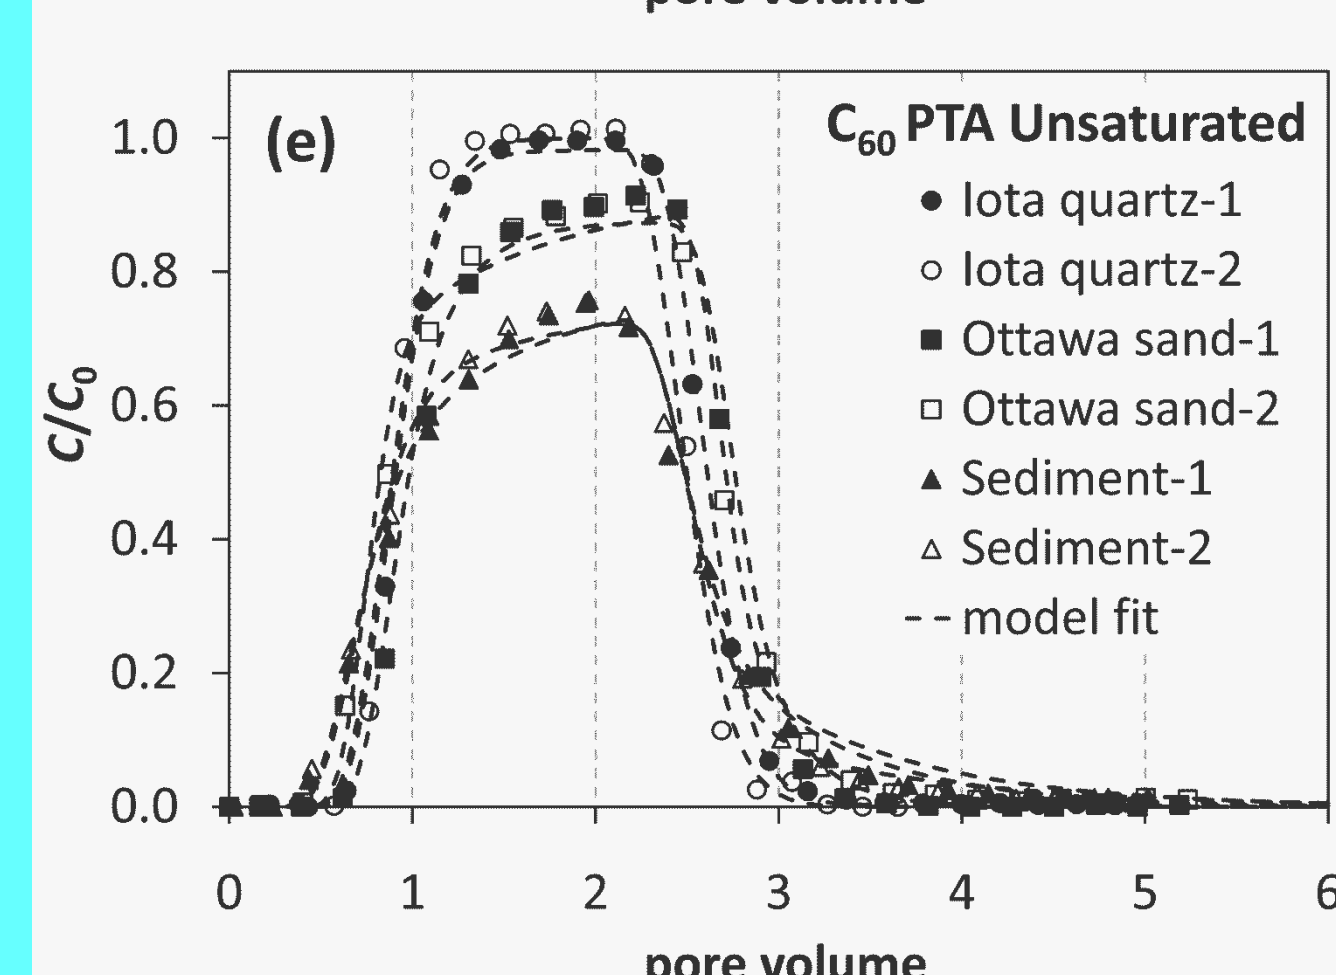 pore volume
1.0
0.8
0.6
0.4
0.2
0.0
C/C0
(e)
C60 PTA Unsaturated
Iota quartz-1
Iota quartz-2
Ottawa sand-1
Ottawa sand-2
Sediment-1
Sediment-2
model fit
0 1 2 3 4 5 6
pore volume